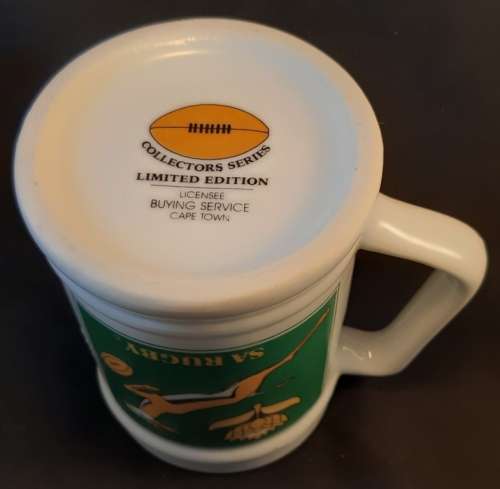 COLLECTORS SERIES
LIMITED EDITION
LICENSEE
BUYING SERVICE
CAPE TOWN
SA RUGBY